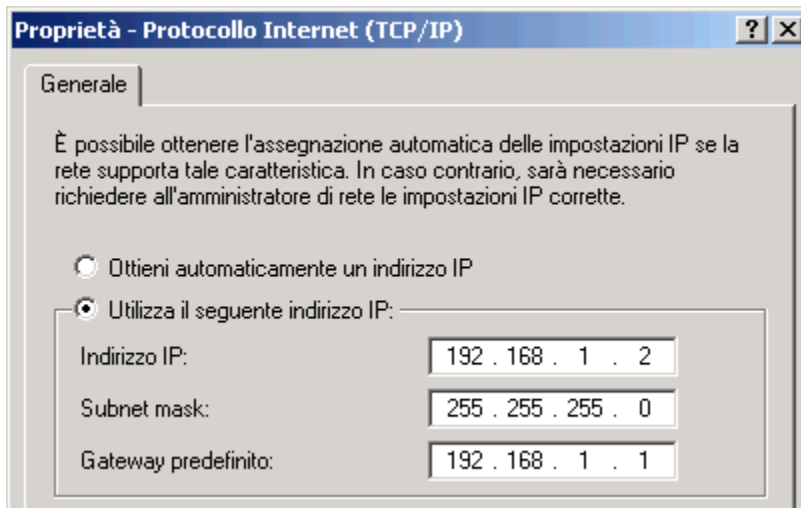 Proprietà - Protocollo Internet (TCP/IP)
Generale
È possibile ottenere l'assegnazione automatica delle impostazioni IP se la
rete supporta tale caratteristica. In caso contrario, sarà necessario
richiedere all'amministratore di rete le impostazioni IP corrette.
Ottieni automaticamente un indirizzo IP
Utilizza il seguente indirizzo IP:
Indirizzo IP: 192 . 168 . 1 . 2
Subnet mask: 255 . 255 . 255 . 0
Gateway predefinito: 192 . 168 . 1 . 1